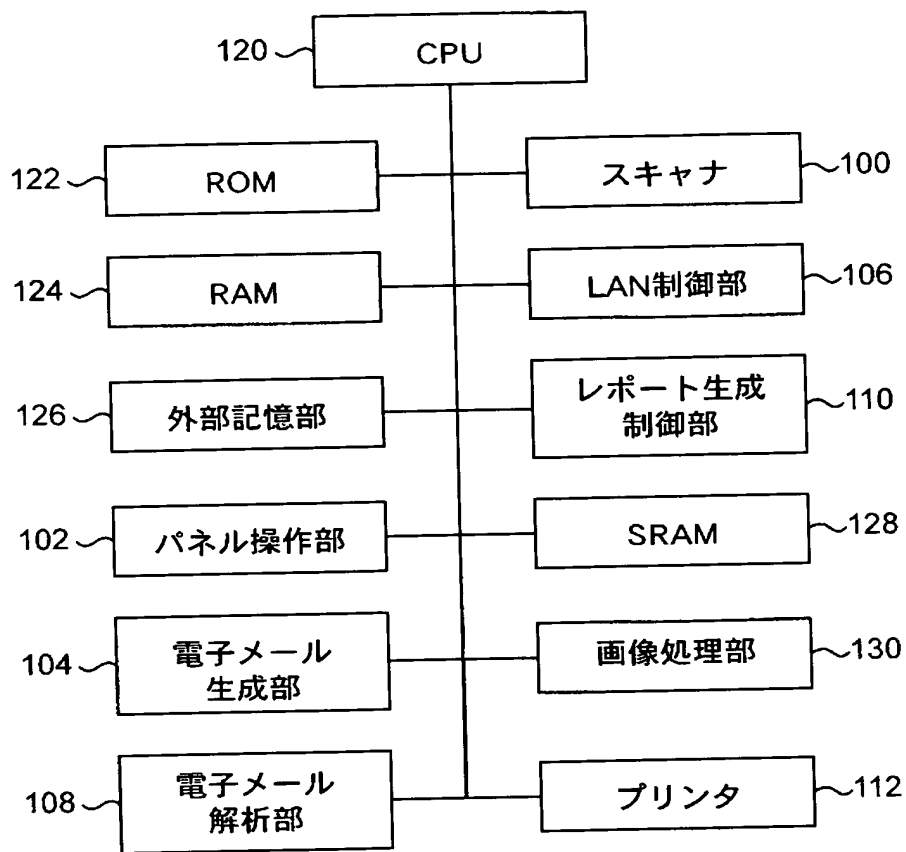 120 CPU
122 ROM
スキャナ 100
124 RAM
LAN制御部 106
126 外部記憶部
レポート生成
制御部 110
102 パネル操作部
SRAM 128
104 電子メール
生成部
画像処理部 130
108 電子メール
解析部
プリンタ 112